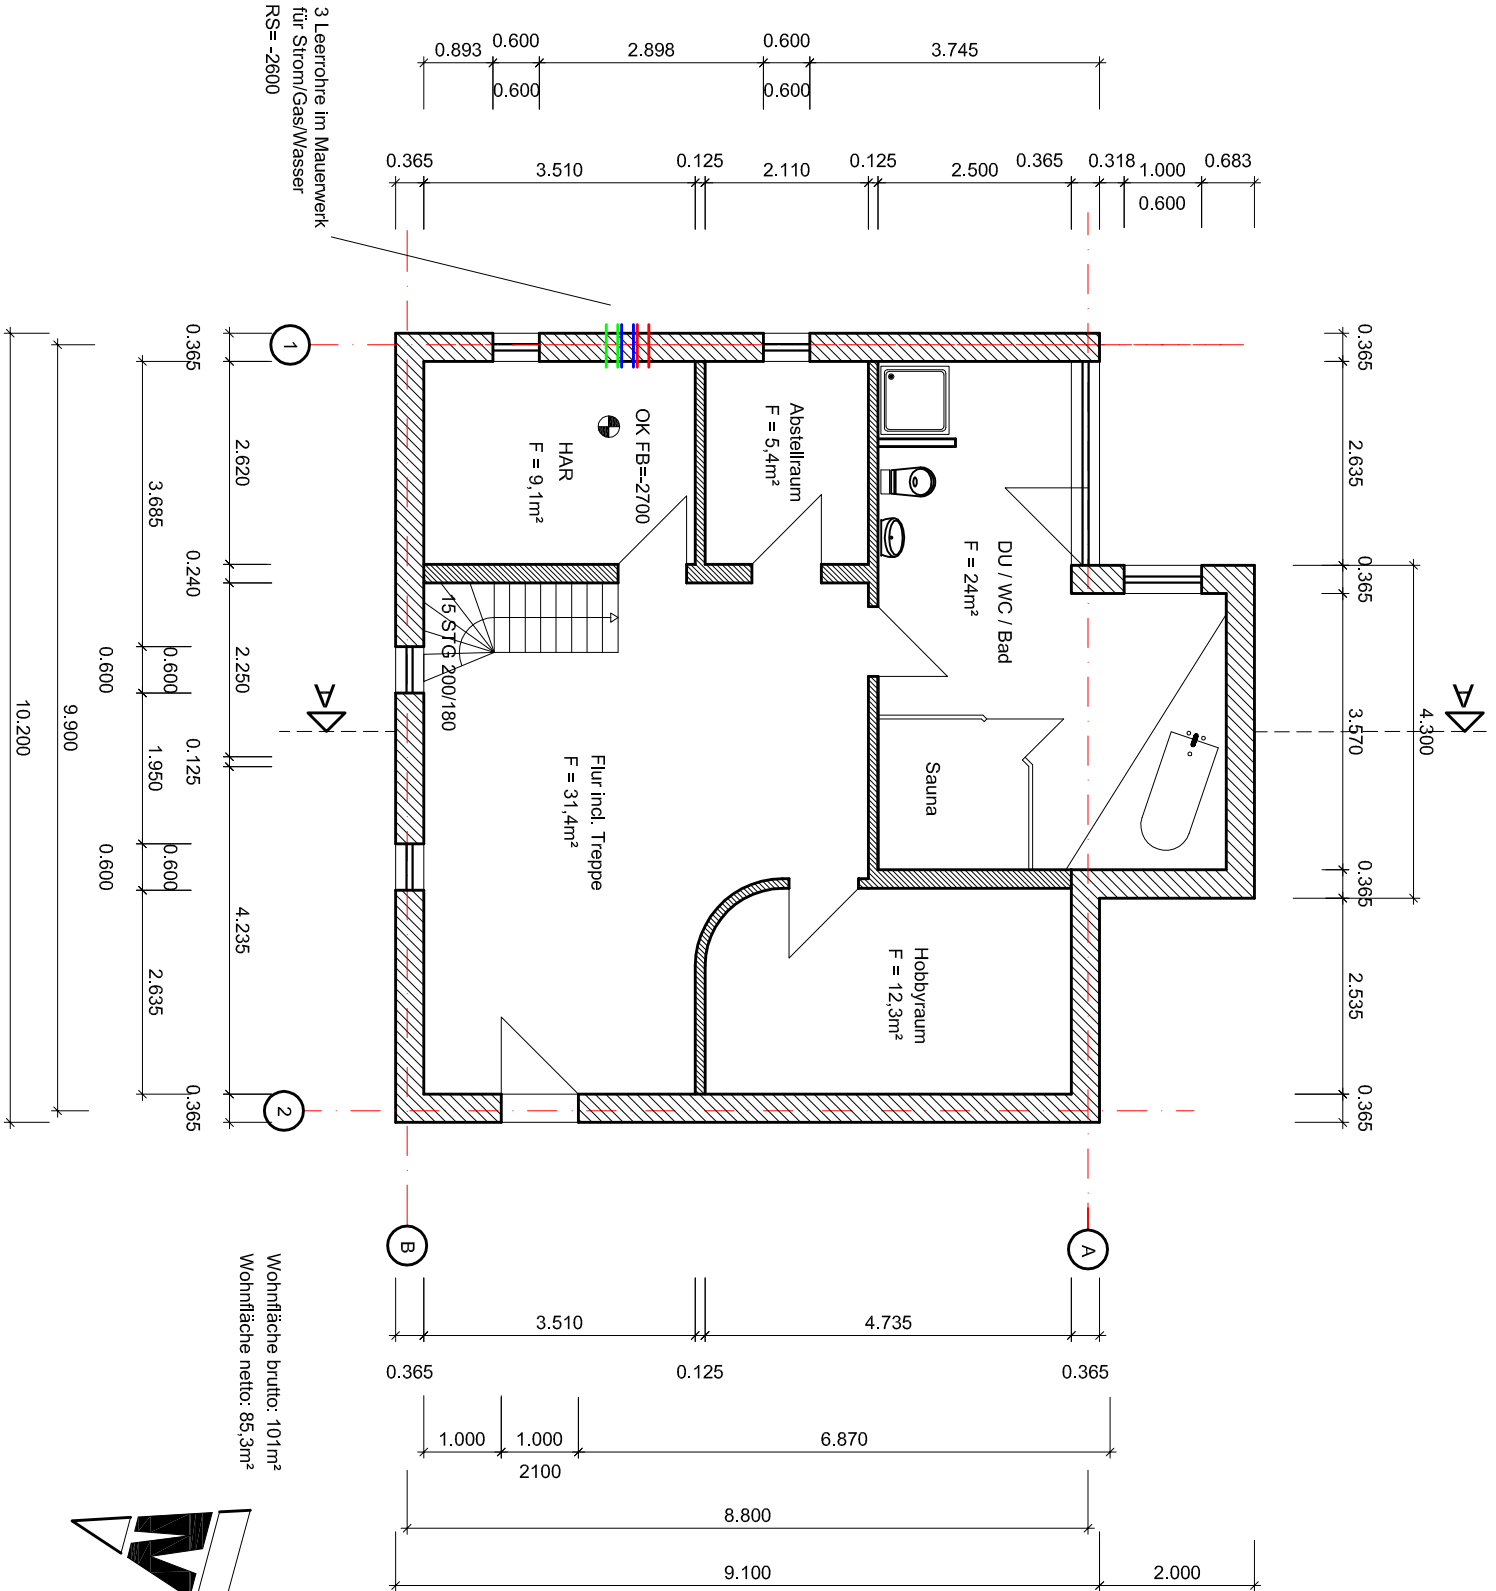 0.893
0.600
2.898
0.600
3.745
0.600
0.600
0.365
3.510
0.125
2.110
0.125
2.500
0.365
0.318
1.000
0.683
0.600
3 Leerrohre im Mauerwerk
für Strom/Gas/Wasser
RS= -2600
1
0.365
2.620
0.240
2.250
0.125
4.235
0.365
3.685
0.600
1.950
0.600
2.635
0.600
0.600
9.900
10.200
2
A
A
0.365
2.635
0.365
3.570
0.365
2.535
0.365
4.300
OK FB=-2700
HAR
F = 9,1m²
Abstellraum
F = 5,4m²
DU / WC / Bad
F = 24m²
15 STG 200/180
Flur incl. Treppe
F = 31,4m²
Sauna
Hobbyraum
F = 12,3m²
B
A
3.510
4.735
0.365
0.125
0.365
1.000
1.000
6.870
2100
8.800
9.100
2.000
Wohnfläche brutto: 101m²
Wohnfläche netto: 85,3m²
N